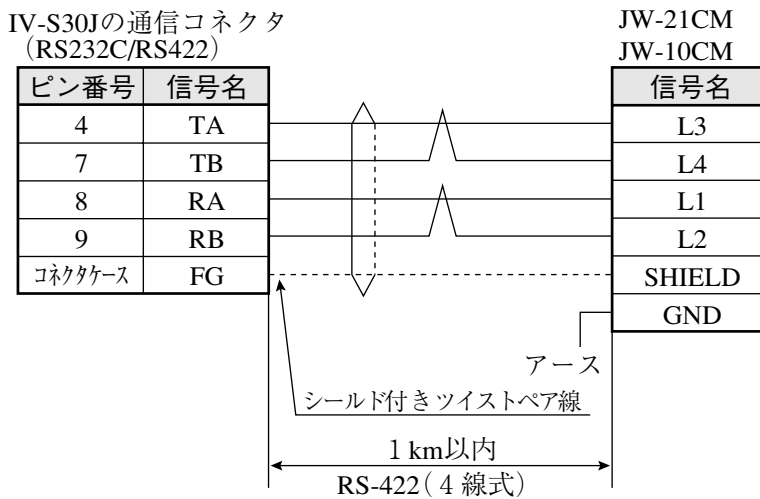 IV-S30Jの通信コネクタ
（RS232C/RS422）
ピン番号 信号名
4 TA
7 TB
8 RA
9 RB
コネクタケース FG
JW-21CM
JW-10CM
信号名
L3
L4
L1
L2
SHIELD
GND
アース
シールド付きツイストペア線
1 km以内
RS-422（４線式）